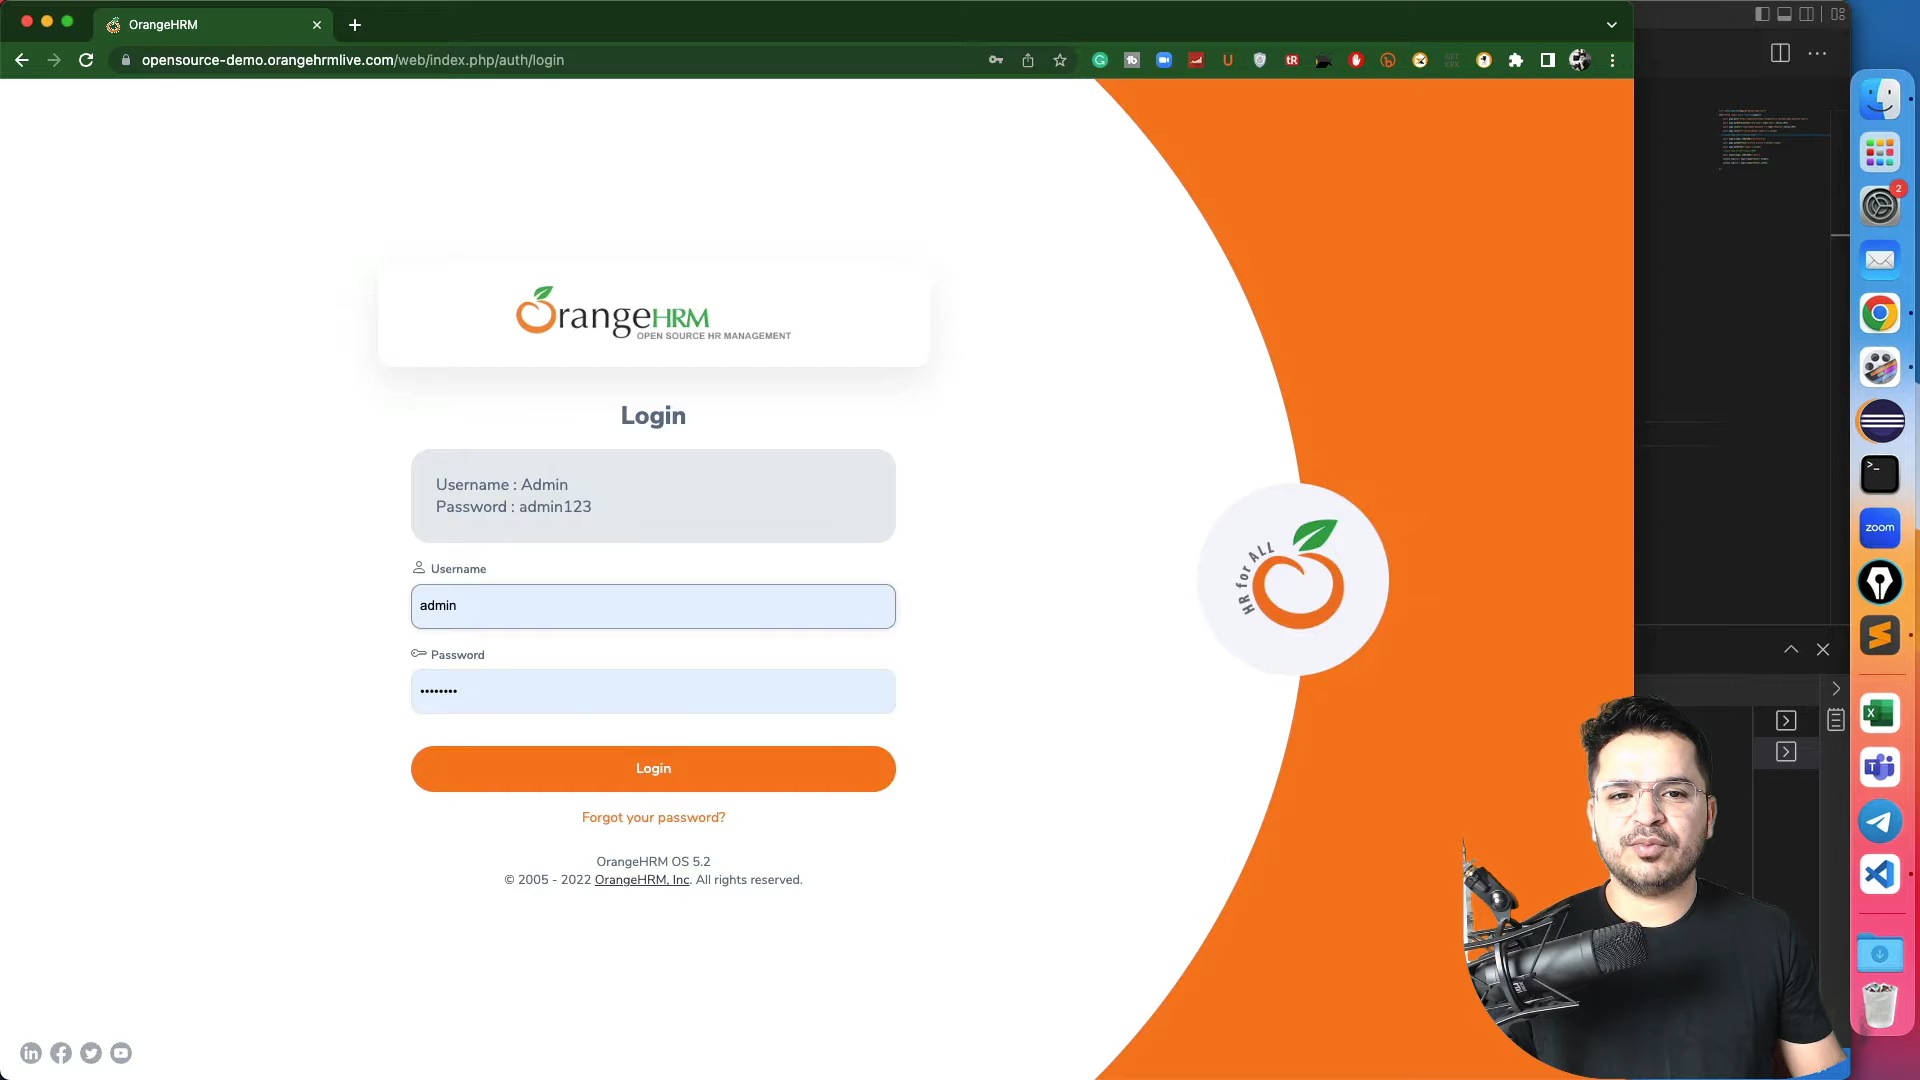 OrangeHRM
opensource-demo.orangehrmlive.com/web/index.php/auth/login
OrangeHRM
OPEN SOURCE HR MANAGEMENT
Login
Username : Admin
Password : admin123
Username
admin
Password
••••••••
Login
Forgot your password?
OrangeHRM OS 5.2
© 2005 - 2022 OrangeHRM, Inc. All rights reserved.
HR for ALL
2
zoom